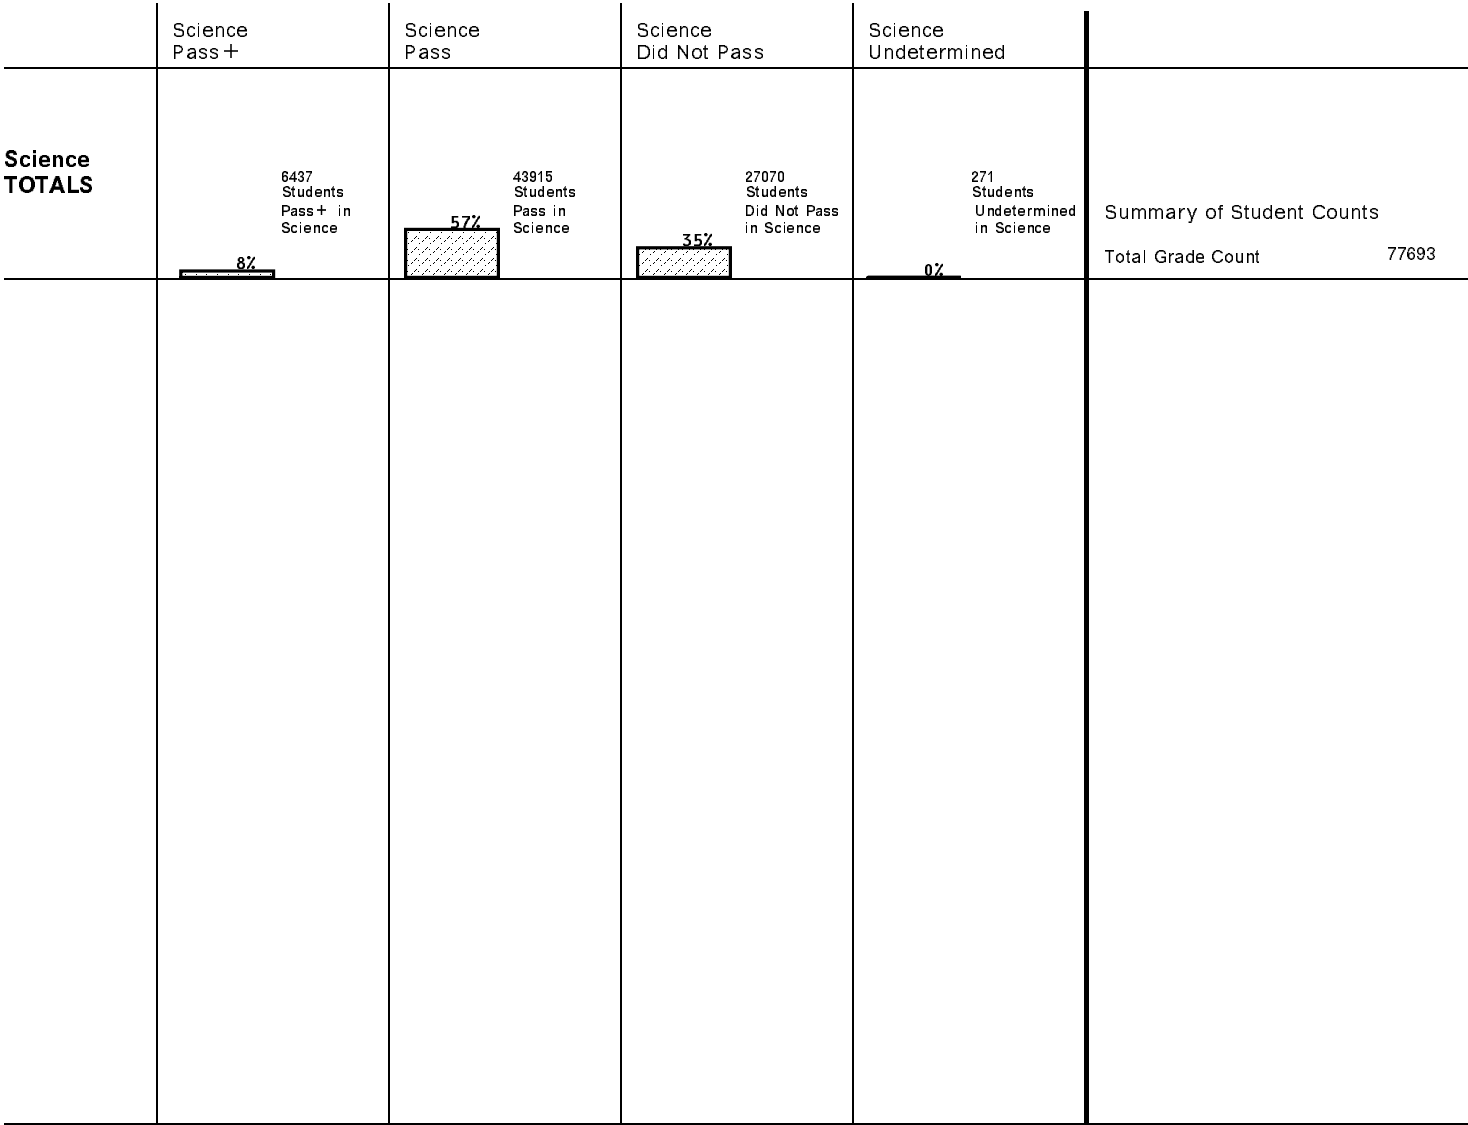 Science
Pass+
Science
Pass
Science
Did Not Pass
Science
Undetermined
Science
TOTALS
8%
6437
Students
Pass+ in
Science
57%
43915
Students
Pass in
Science
35%
27070
Students
Did Not Pass
in Science
0%
271
Students
Undetermined
in Science
Summary of Student Counts
Total Grade Count 77693